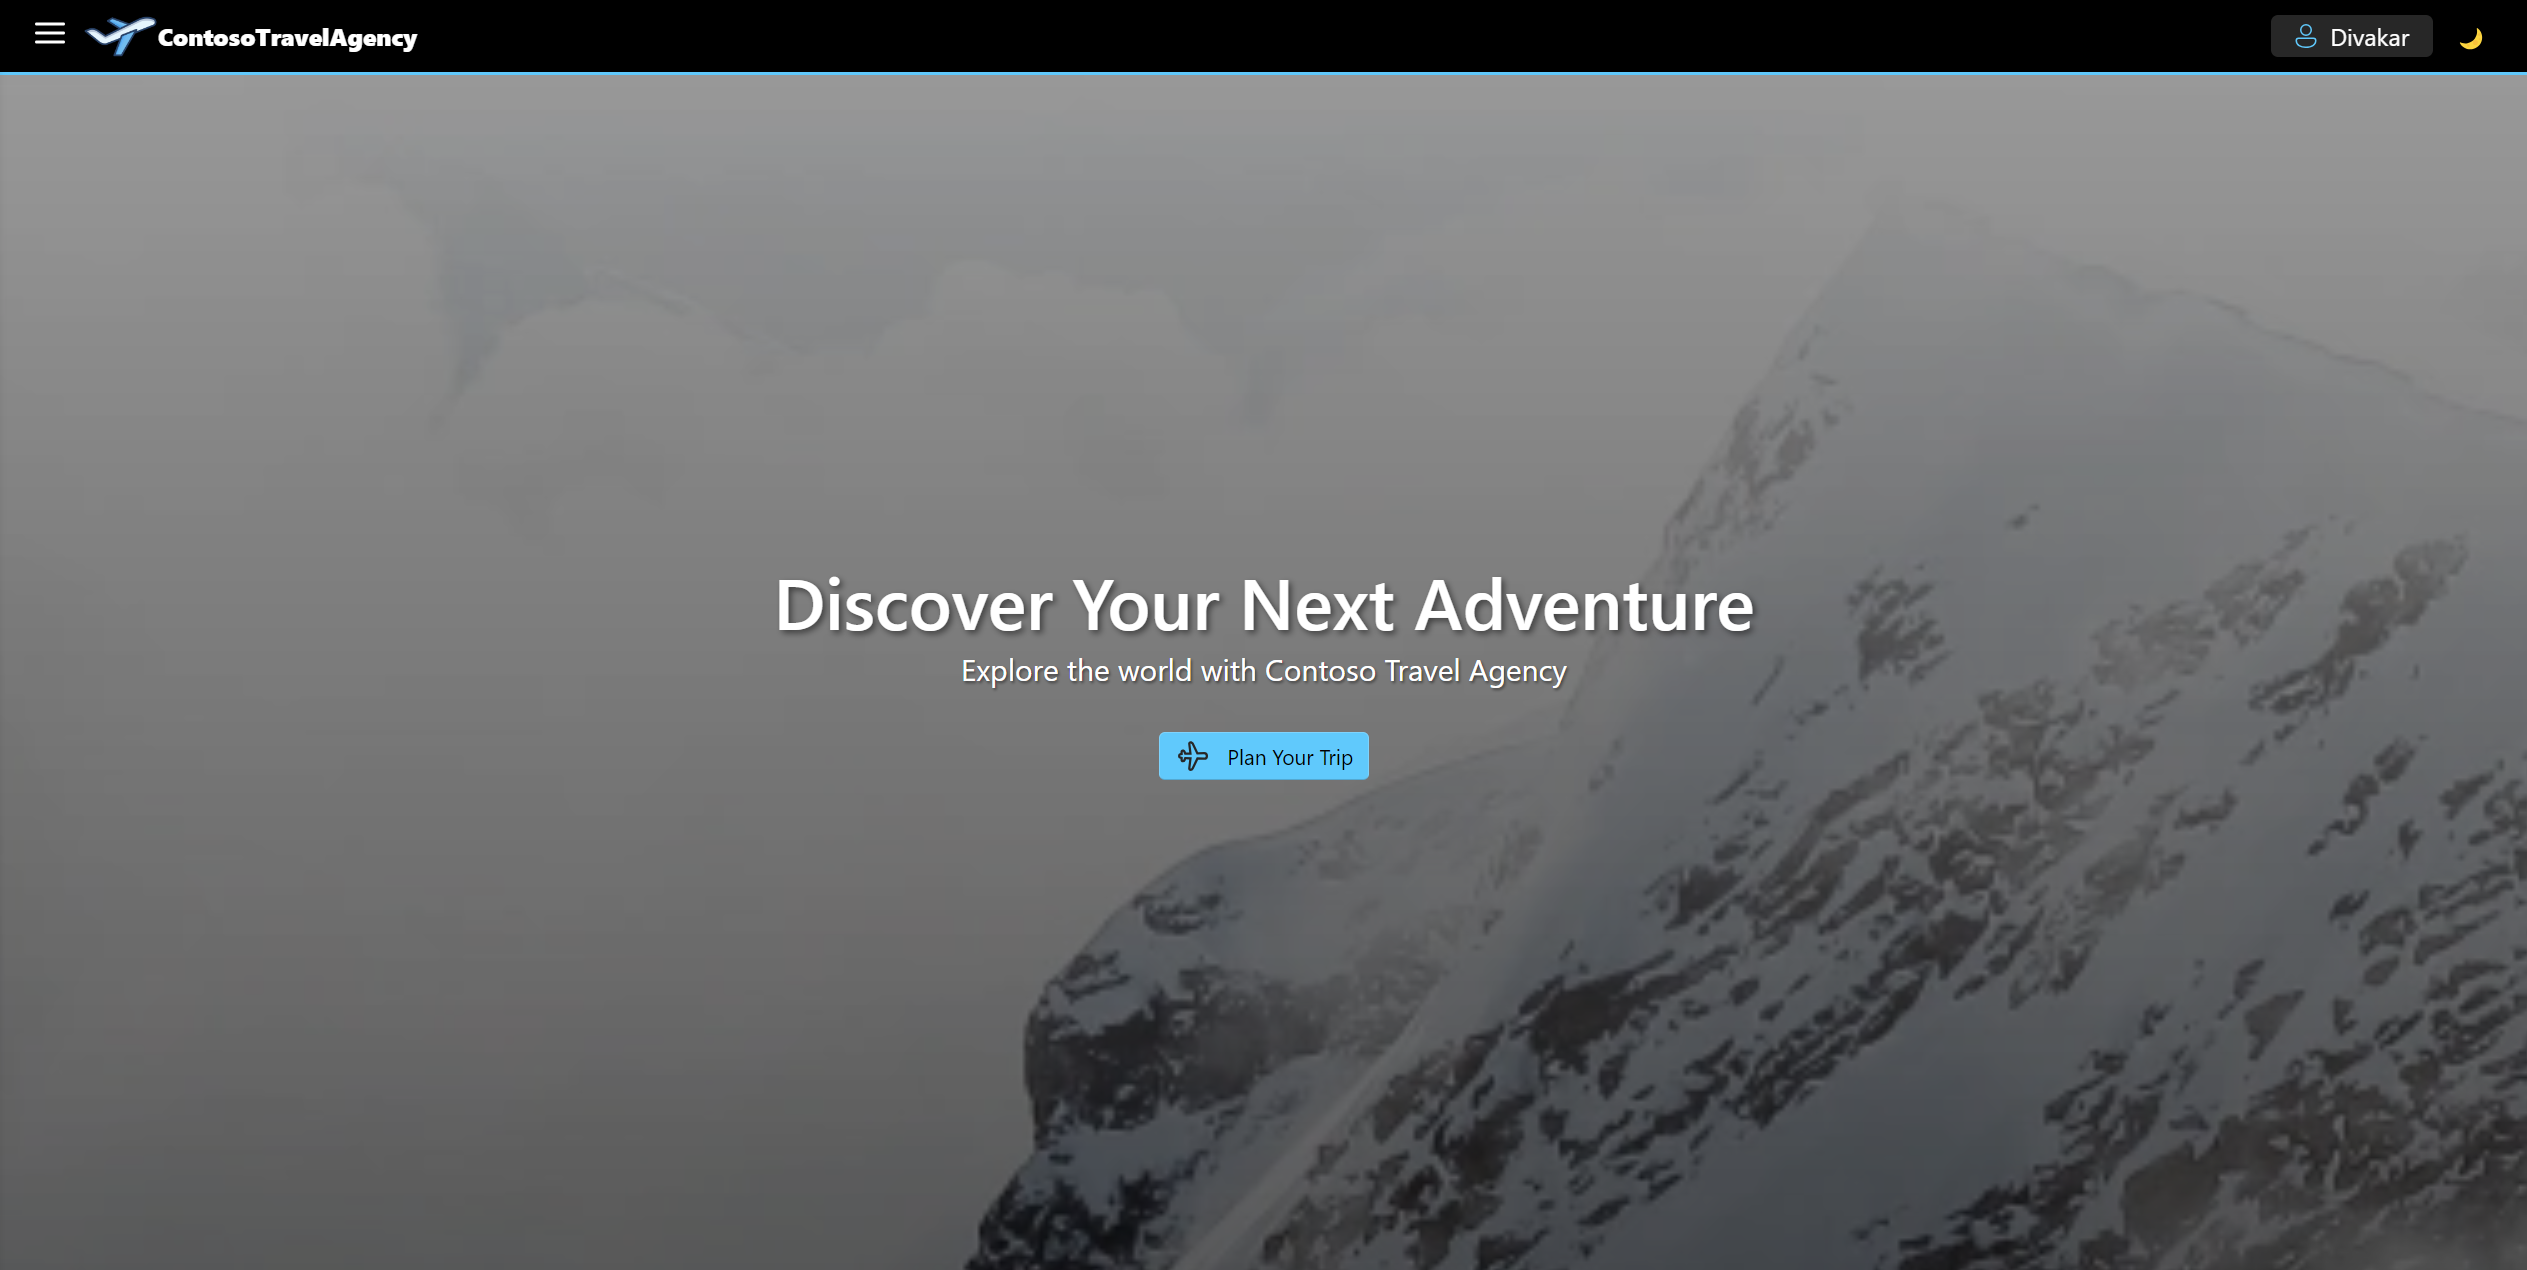 ContosoTravelAgency
Divakar
Discover Your Next Adventure
Explore the world with Contoso Travel Agency
Plan Your Trip